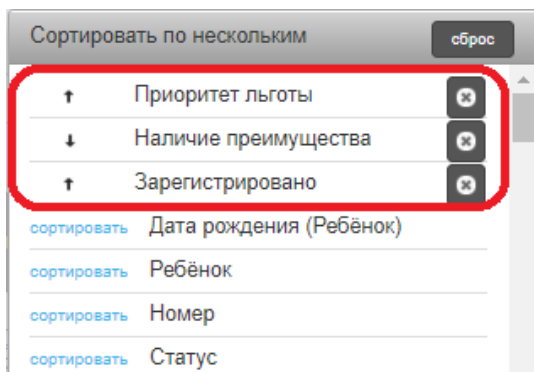 Сортировать по нескольким сброс
↑ Приоритет льготы
↓ Наличие преимущества
↑ Зарегистрировано
сортировать Дата рождения (Ребёнок)
сортировать Ребёнок
сортировать Номер
сортировать Статус